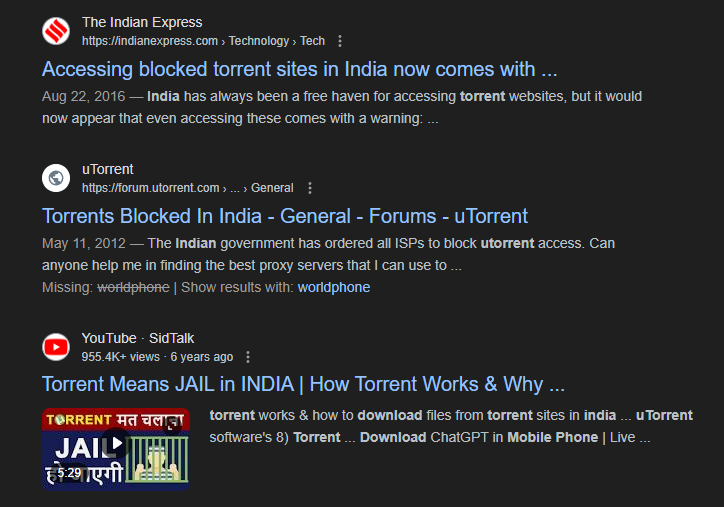 The Indian Express
https://indianexpress.com › Technology › Tech
Accessing blocked torrent sites in India now comes with ...
Aug 22, 2016 — India has always been a free haven for accessing torrent websites, but it would
now appear that even accessing these comes with a warning: ...
uTorrent
https://forum.utorrent.com › ... › General
Torrents Blocked In India - General - Forums - uTorrent
May 11, 2012 — The Indian government has ordered all ISPs to block utorrent access. Can
anyone help me in finding the best proxy servers that I can use to ...
Missing: worldphone | Show results with: worldphone
YouTube · SidTalk
955.4K+ views · 6 years ago
Torrent Means JAIL in INDIA | How Torrent Works & Why ...
TORRENT मत चलाना
JAIL
हो जाएगी
5:29
torrent works & how to download files from torrent sites in india ... uTorrent
software's 8) Torrent ... Download ChatGPT in Mobile Phone | Live ...